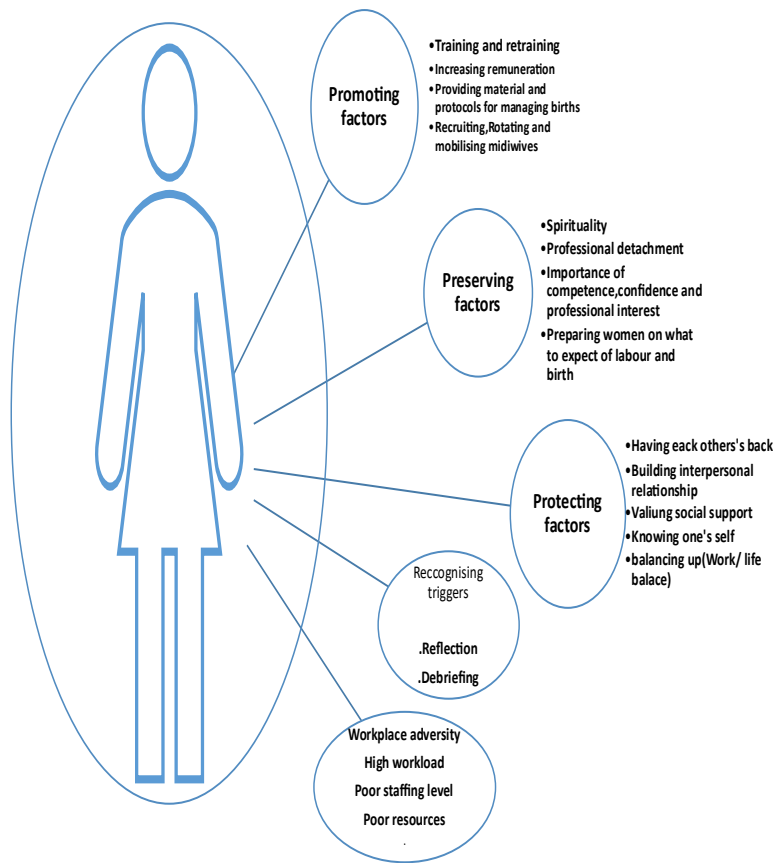 Promoting
factors
•Training and retraining
•Increasing remuneration
•Providing material and
protocols for managing births
•Recruiting,Rotating and
mobilising midiwives
Preserving
factors
•Spirituality
•Professional detachment
•Importance of
competence,confidence and
professional interest
•Preparing women on what
to expect of labour and
birth
Protecting
factors
•Having eack others's back
•Building interpersonal
relationship
•Valiung social support
•Knowing one's self
•balancing up(Work/ life
balace)
Reccognising
triggers
.Reflection
.Debriefing
Workplace adversity
High workload
Poor staffing level
Poor resources
.